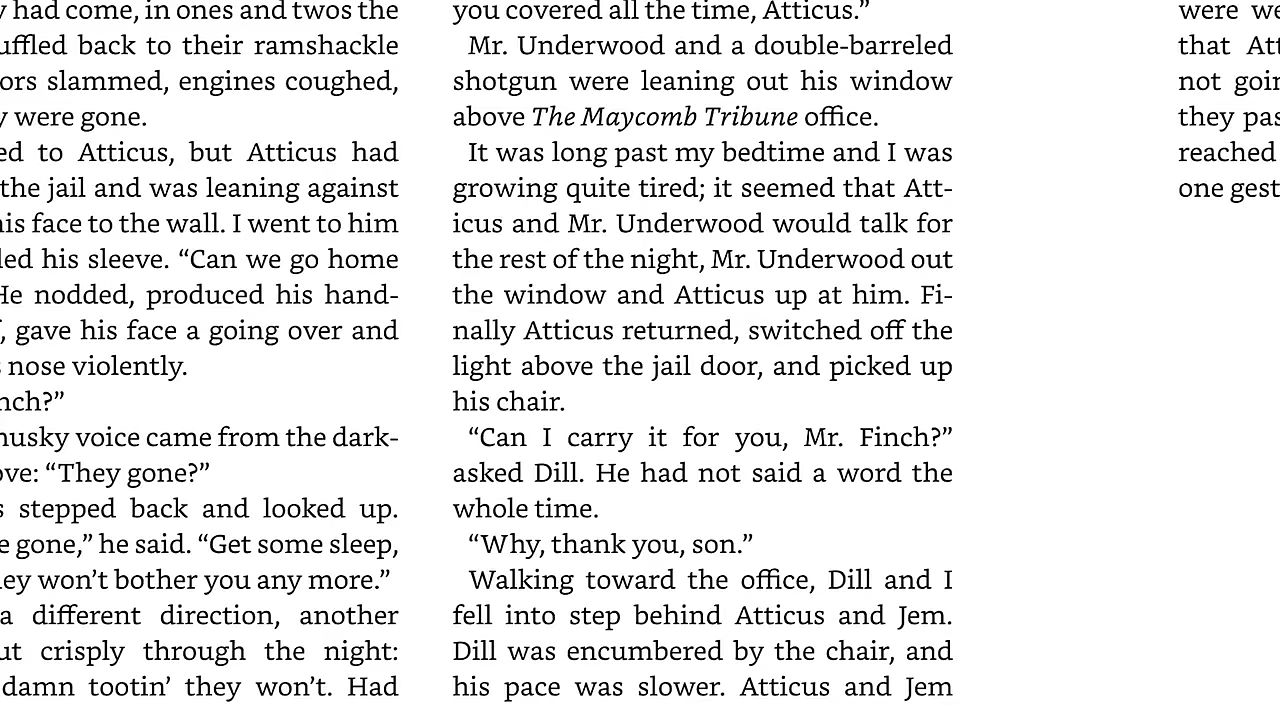 had come, in ones and twos the
back to their ramshackle
slammed, engines coughed,
were gone.
to Atticus, but Atticus had
the jail and was leaning against
his face to the wall. I went to him
his sleeve. “Can we go home
He nodded, produced his hand-
gave his face a going over and
nose violently.
husky voice came from the dark-
“They gone?”
stepped back and looked up.
gone,” he said. “Get some sleep,
won’t bother you any more.”
a different direction, another
crisply through the night:
damn tootin’ they won’t. Had
you covered all the time, Atticus.”
Mr. Underwood and a double-barreled
shotgun were leaning out his window
above The Maycomb Tribune office.
It was long past my bedtime and I was
growing quite tired; it seemed that Att-
icus and Mr. Underwood would talk for
the rest of the night, Mr. Underwood out
the window and Atticus up at him. Fi-
nally Atticus returned, switched off the
light above the jail door, and picked up
his chair.
“Can I carry it for you, Mr. Finch?”
asked Dill. He had not said a word the
whole time.
“Why, thank you, son.”
Walking toward the office, Dill and I
fell into step behind Atticus and Jem.
Dill was encumbered by the chair, and
his pace was slower. Atticus and Jem
were
that
not
they
reached
one